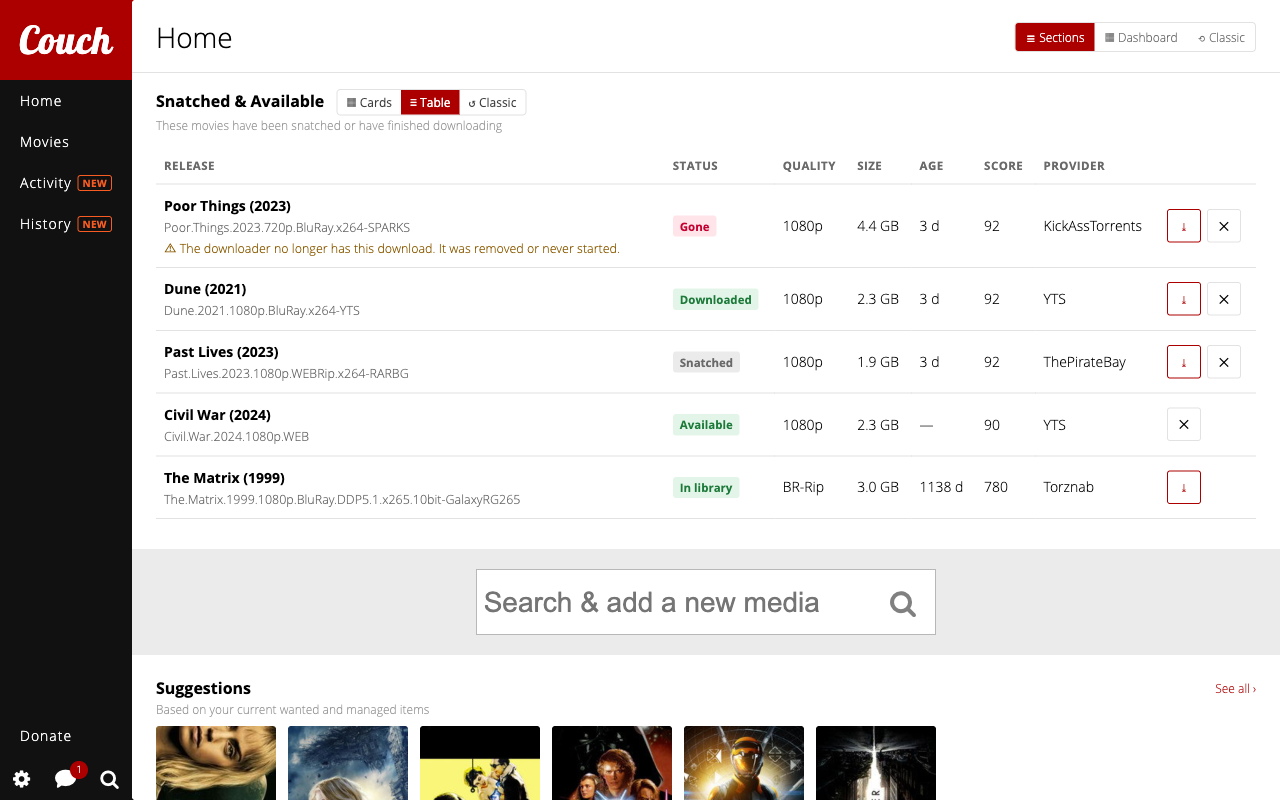 Couch
Home
Movies
Activity NEW
History NEW
Donate
1
Home
Sections Dashboard Classic
Snatched & Available Cards Table Classic
These movies have been snatched or have finished downloading
RELEASE STATUS QUALITY SIZE AGE SCORE PROVIDER
Poor Things (2023)
Poor.Things.2023.720p.BluRay.x264-SPARKS
⚠ The downloader no longer has this download. It was removed or never started.
Gone 1080p 4.4 GB 3 d 92 KickAssTorrents
Dune (2021)
Dune.2021.1080p.BluRay.x264-YTS
Downloaded 1080p 2.3 GB 3 d 92 YTS
Past Lives (2023)
Past.Lives.2023.1080p.WEBRip.x264-RARBG
Snatched 1080p 1.9 GB 3 d 92 ThePirateBay
Civil War (2024)
Civil.War.2024.1080p.WEB
Available 1080p 2.3 GB — 90 YTS
The Matrix (1999)
The.Matrix.1999.1080p.BluRay.DDP5.1.x265.10bit-GalaxyRG265
In library BR-Rip 3.0 GB 1138 d 780 Torznab
Search & add a new media
Suggestions
See all ›
Based on your current wanted and managed items